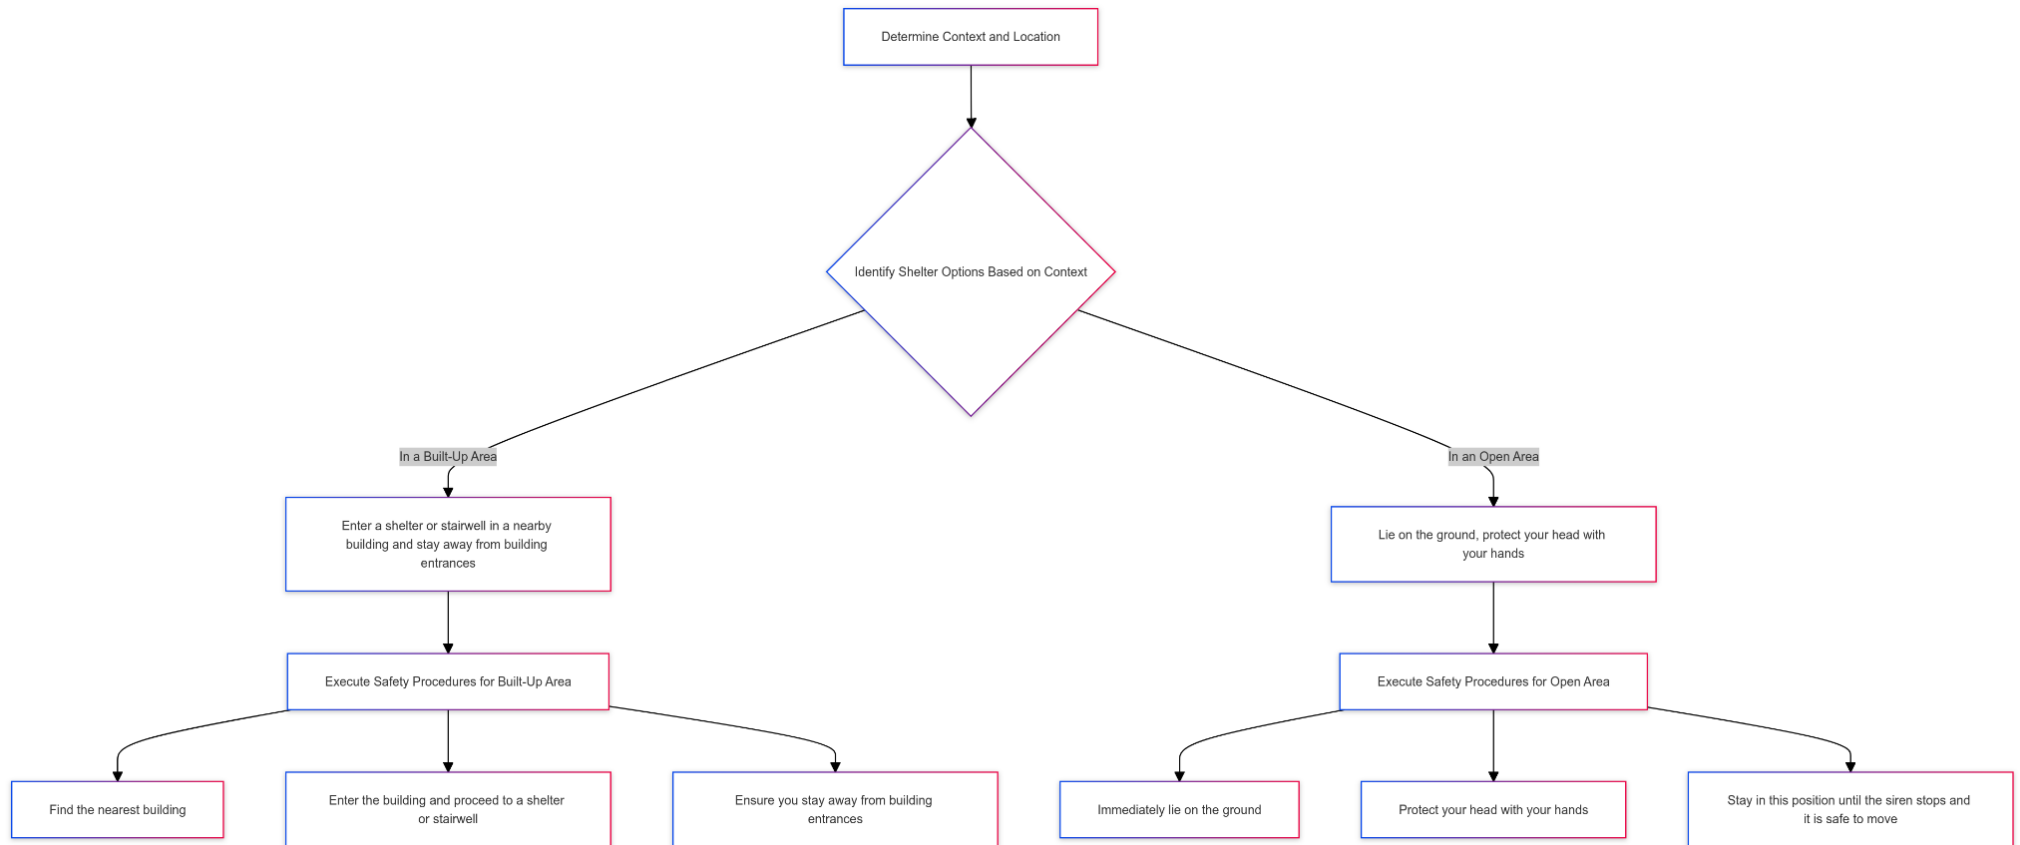 Determine Context and Location
Identify Shelter Options Based on Context
In a Built-Up Area
In an Open Area
Enter a shelter or stairwell in a nearby
building and stay away from building
entrances
Lie on the ground, protect your head with
your hands
Execute Safety Procedures for Built-Up Area
Execute Safety Procedures for Open Area
Find the nearest building
Enter the building and proceed to a shelter
or stairwell
Ensure you stay away from building
entrances
Immediately lie on the ground
Protect your head with your hands
Stay in this position until the siren stops and
it is safe to move